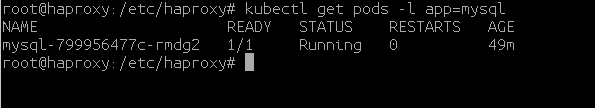 root@haproxy:/etc/haproxy# kubectl get pods -l app=mysql
NAME READY STATUS RESTARTS AGE
mysql-799956477c-rmdg2 1/1 Running 0 49m
root@haproxy:/etc/haproxy#